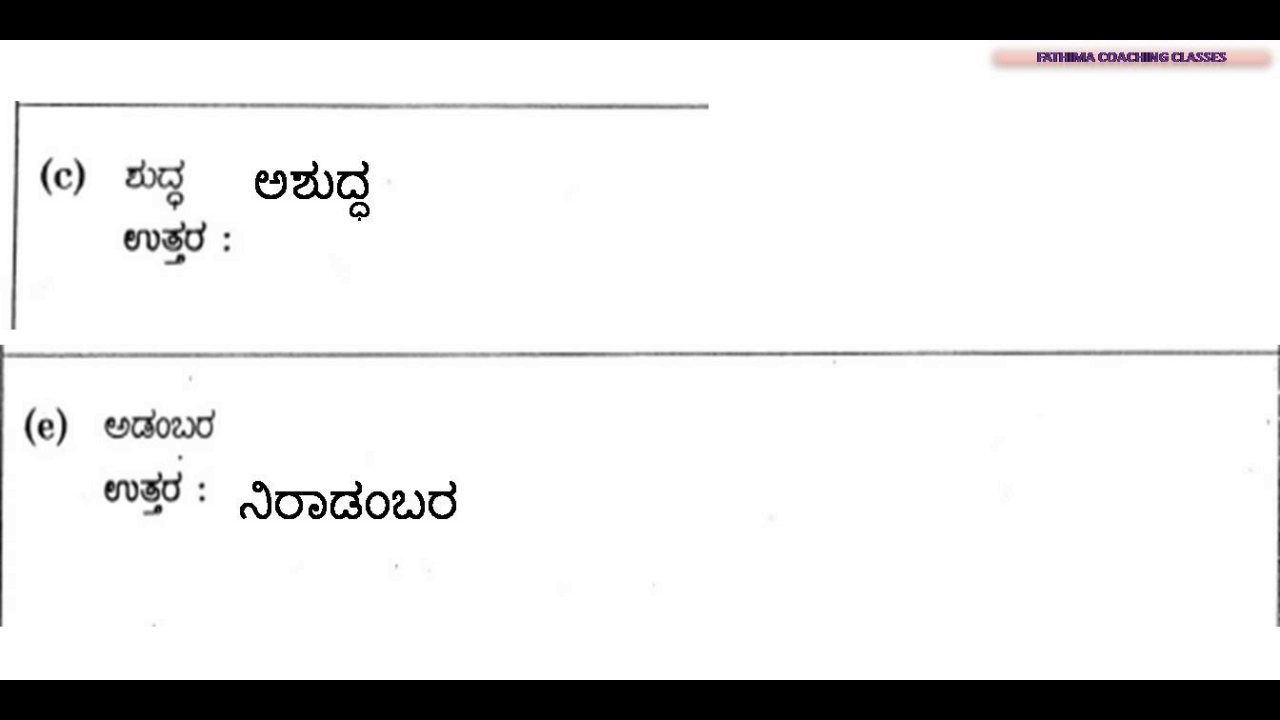 FATHIMA COACHING CLASSES
(c) ಶುದ್ಧ ಅಶುದ್ಧ
ಉತ್ತರ :
(e) ಅಡಂಬರ
ಉತ್ತರ : ನಿರಾಡಂಬರ